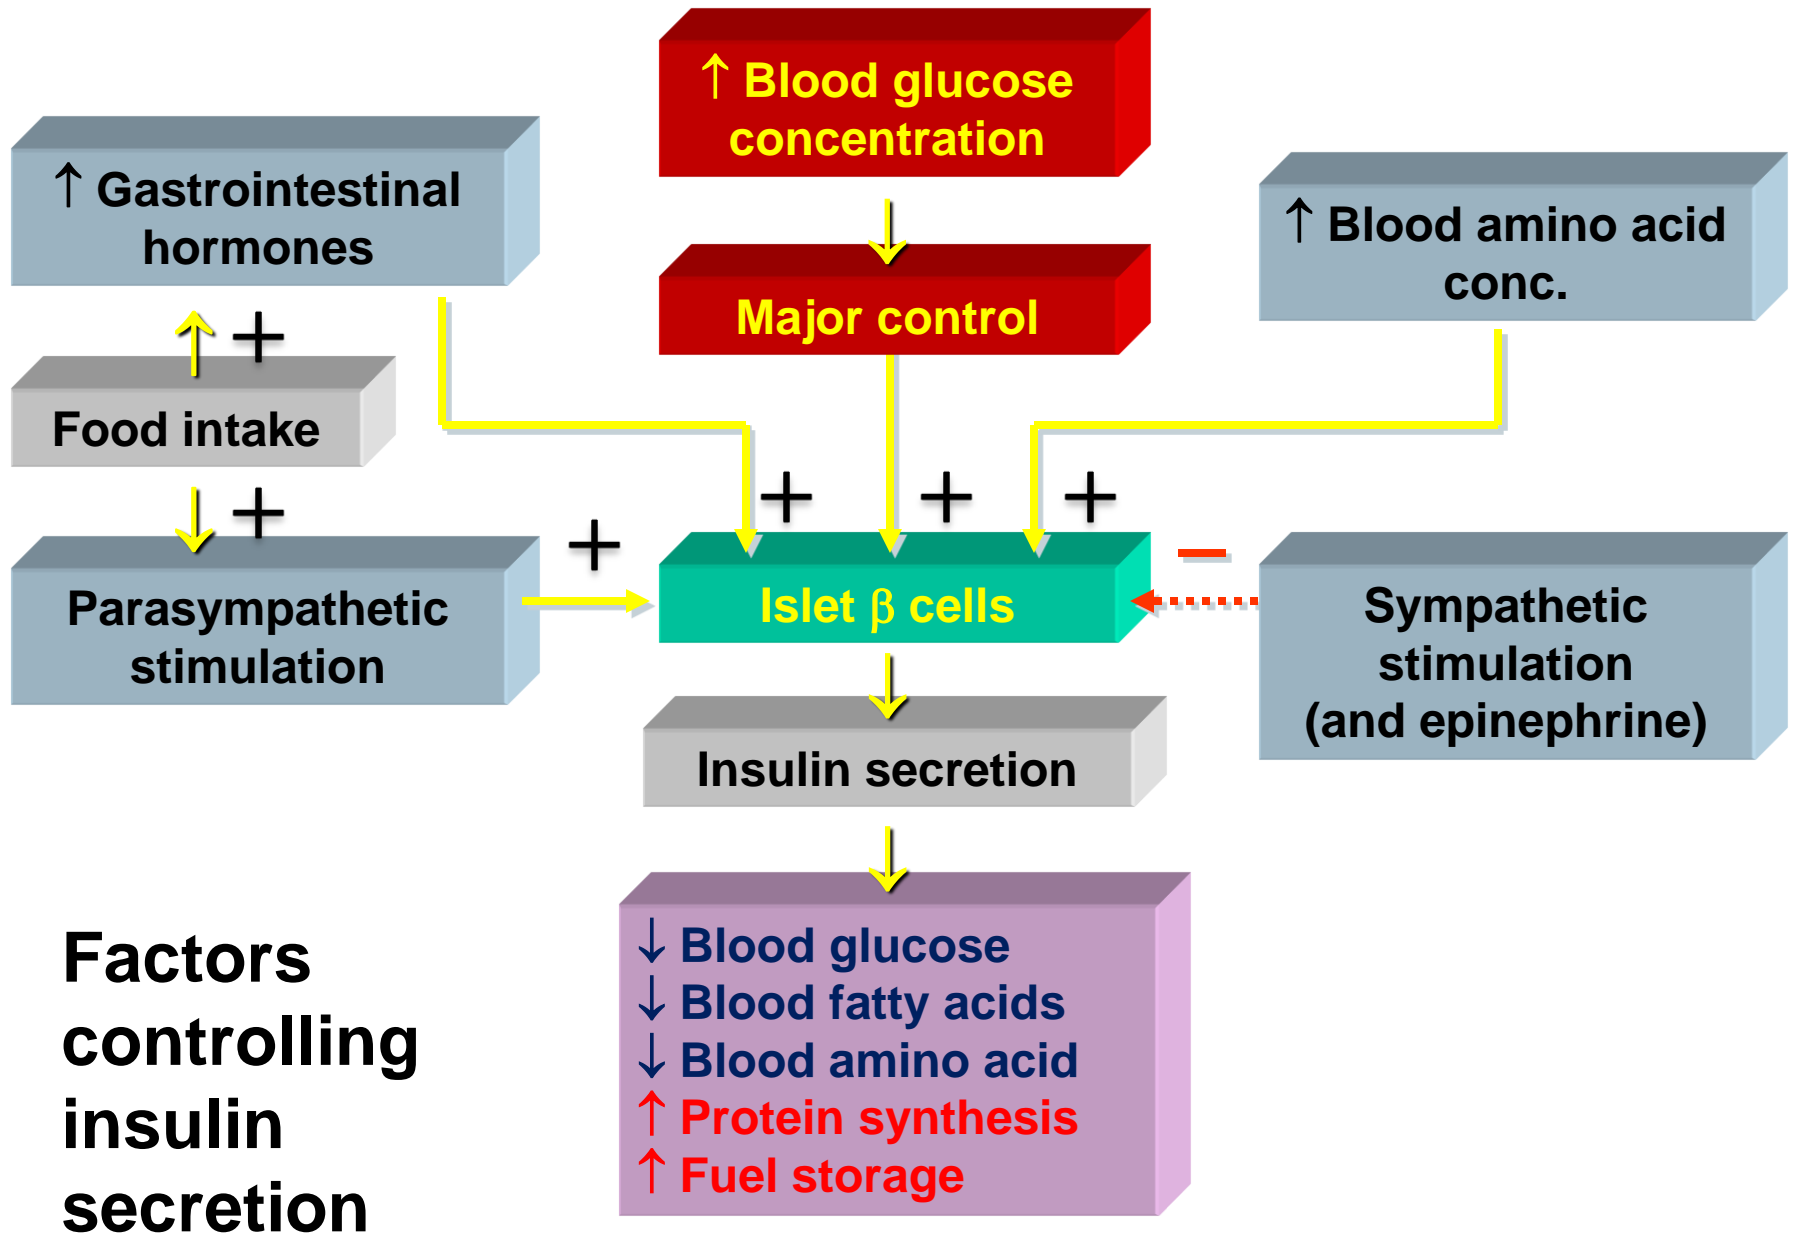 ↑ Blood glucose
concentration
↑ Gastrointestinal
hormones
↑ Blood amino acid
conc.
Major control
+
Food intake
+
+
+
+
+
–
Parasympathetic
stimulation
Islet β cells
Sympathetic
stimulation
(and epinephrine)
Insulin secretion
↓ Blood glucose
↓ Blood fatty acids
↓ Blood amino acid
↑ Protein synthesis
↑ Fuel storage
Factors
controlling
insulin
secretion